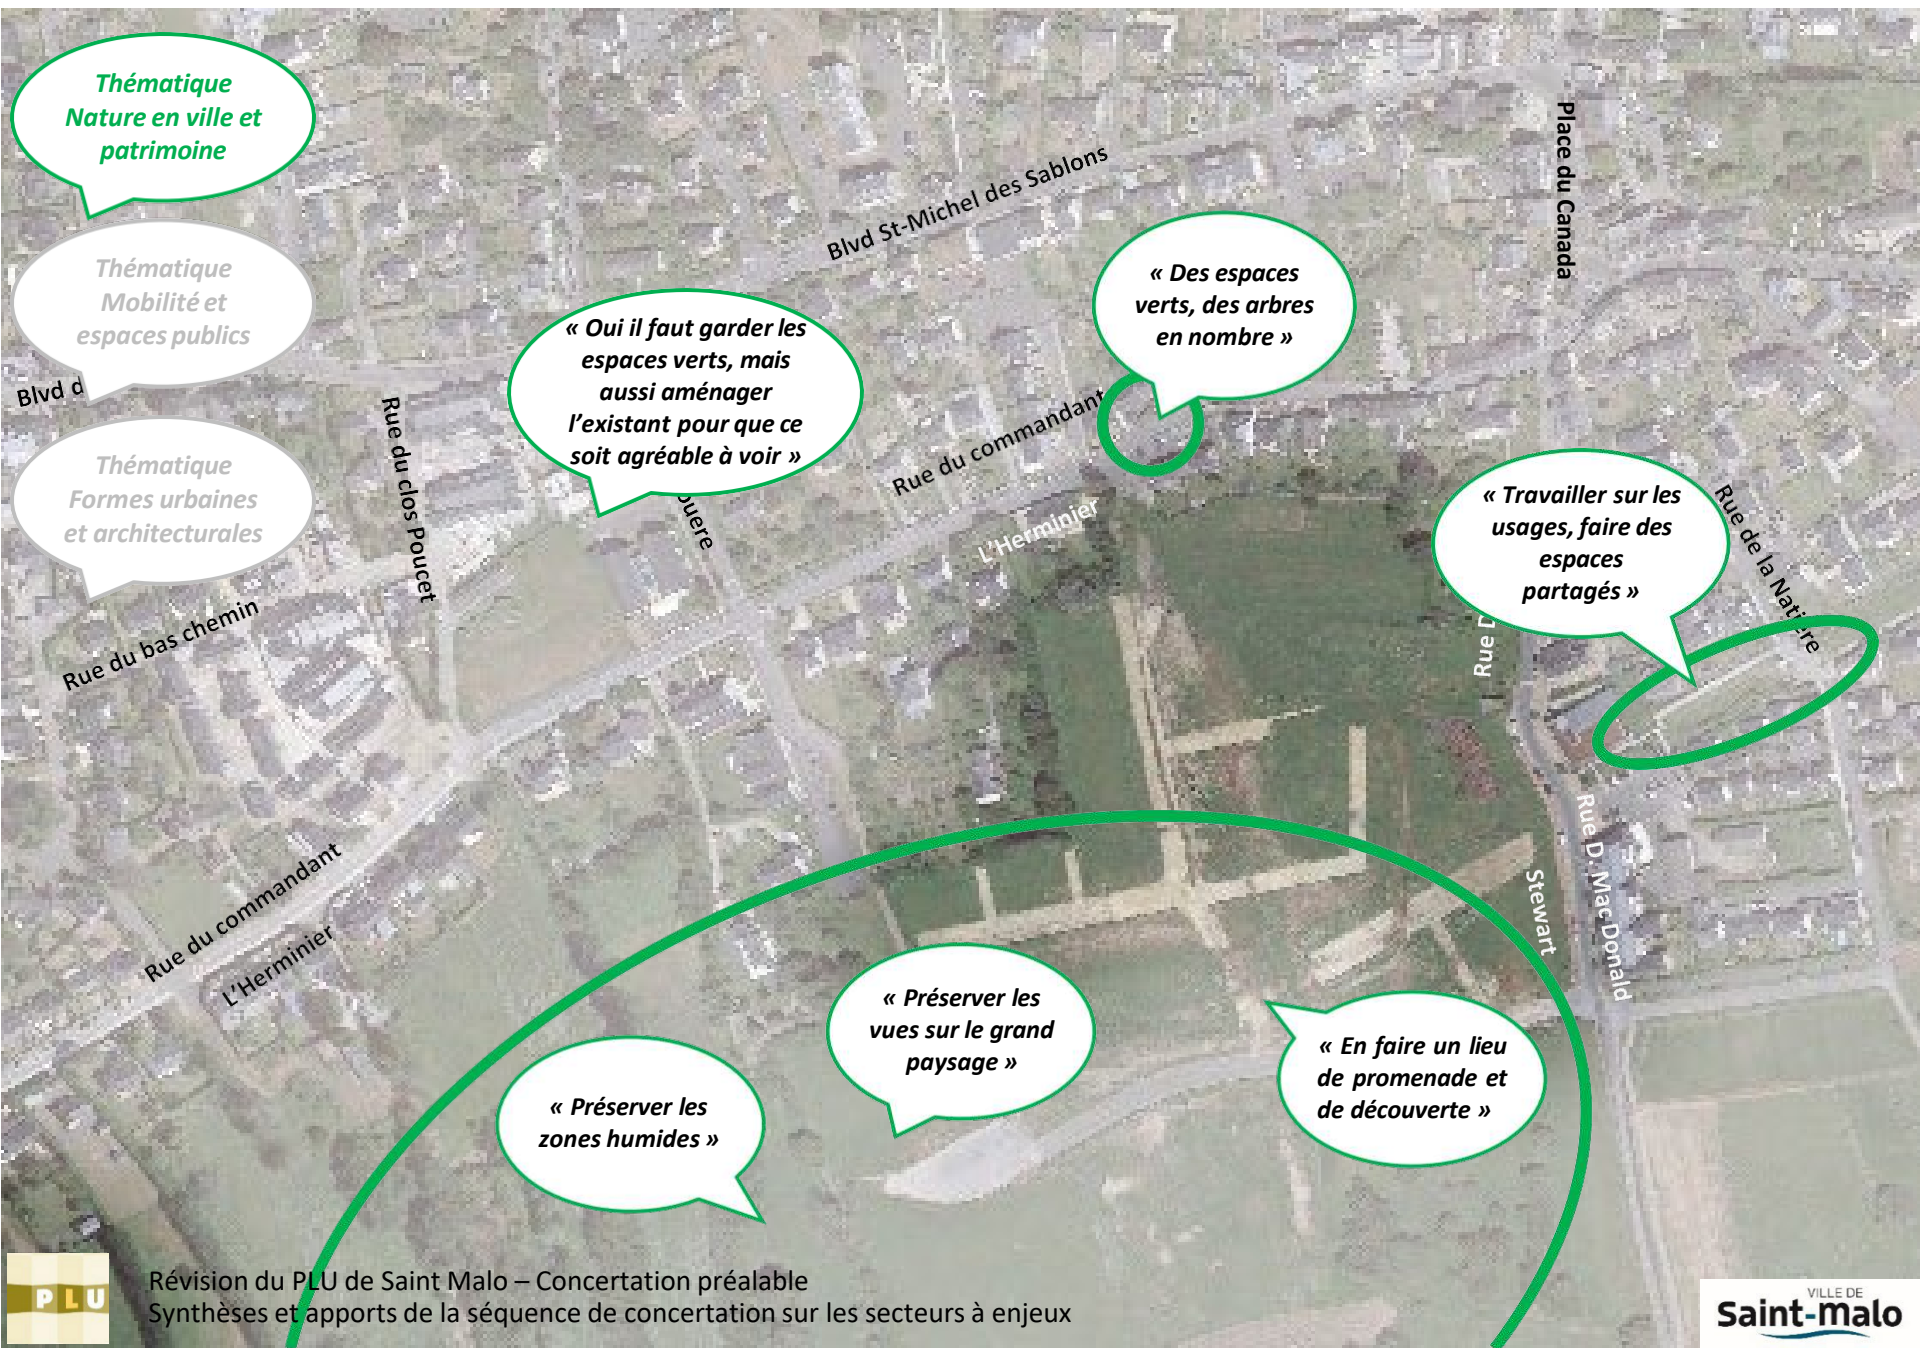 Thématique
Nature en ville et
patrimoine
Thématique
Mobilité et
espaces publics
Thématique
Formes urbaines
et architecturales
Blvd d
Rue du clos Poucet
Rue du bas chemin
Blvd St-Michel des Sablons
Place du Canada
« Oui il faut garder les
espaces verts, mais
aussi aménager
l’existant pour que ce
soit agréable à voir »
« Des espaces
verts, des arbres
en nombre »
Rue du commandant
L’Herminier
ouere
« Travailler sur les
usages, faire des
espaces
partagés »
Rue de la Natière
Rue D
Rue D. Mac Donald
Stewart
Rue du commandant
L’Herminier
« Préserver les
vues sur le grand
paysage »
« En faire un lieu
de promenade et
de découverte »
« Préserver les
zones humides »
PLU
Révision du PLU de Saint Malo – Concertation préalable
Synthèses et apports de la séquence de concertation sur les secteurs à enjeux
VILLE DE
Saint-malo